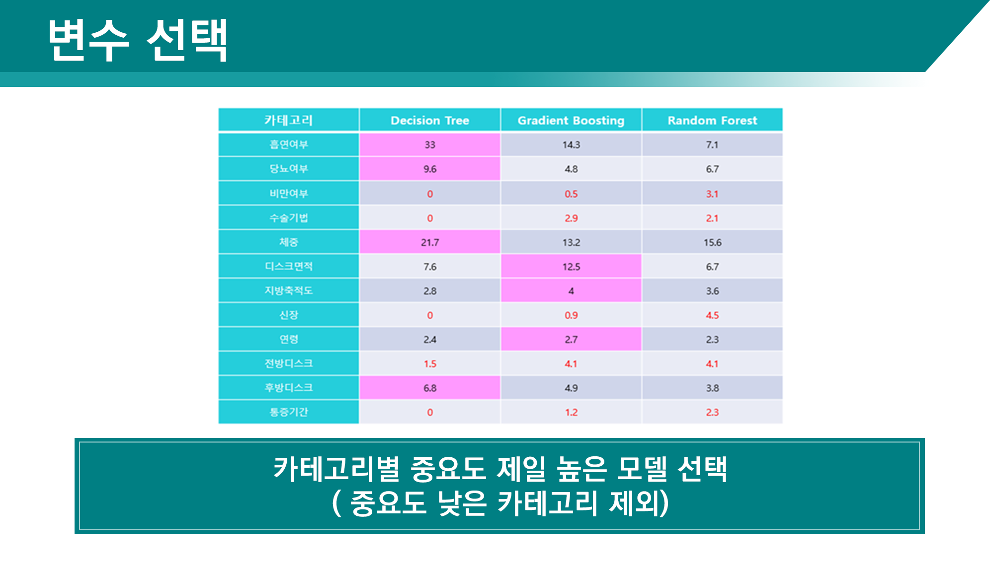 변수 선택
카테고리 Decision Tree Gradient Boosting Random Forest
흡연여부 33 14.3 7.1
당뇨여부 9.6 4.8 6.7
비만여부 0 0.5 3.1
수술기법 0 2.9 2.1
체중 21.7 13.2 15.6
디스크면적 7.6 12.5 6.7
지방축적도 2.8 4 3.6
신장 0 0.9 4.5
연령 2.4 2.7 2.3
전방디스크 1.5 4.1 4.1
후방디스크 6.8 4.9 3.8
통증기간 0 1.2 2.3
카테고리별 중요도 제일 높은 모델 선택
( 중요도 낮은 카테고리 제외)